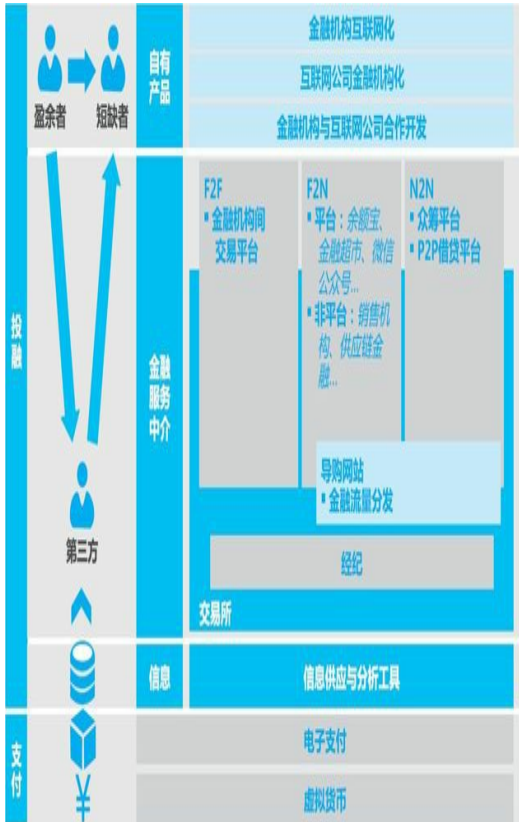 投融
盈余者
短缺者
自有
产品
金融机构互联网化
互联网公司金融机构化
金融机构与互联网公司合作开发
第三方
金融
服务
中介
F2F
▪ 金融机构间
交易平台
F2N
▪ 平台：余额宝、
金融超市、微信
公众号...
▪ 非平台：销售机
构、供应链金
融...
N2N
▪ 众筹平台
▪ P2P借贷平台
导购网站
▪ 金融流量分发
经纪
交易所
信息
信息供应与分析工具
支付
¥
电子支付
虚拟货币